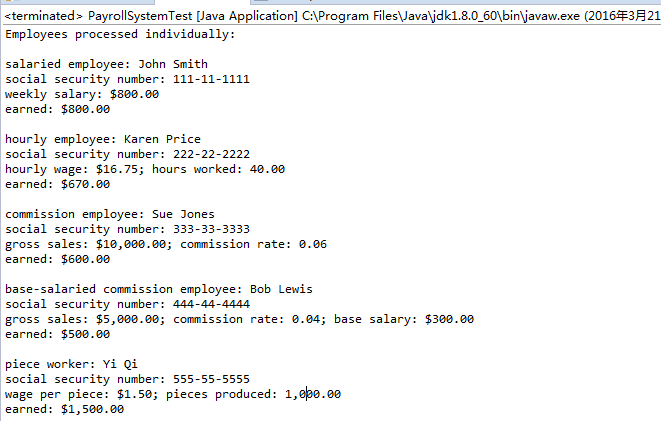 <terminated> PayrollSystemTest [Java Application] C:\Program Files\Java\jdk1.8.0_60\bin\javaw.exe (2016年3月21
Employees processed individually:
salaried employee: John Smith
social security number: 111-11-1111
weekly salary: $800.00
earned: $800.00
hourly employee: Karen Price
social security number: 222-22-2222
hourly wage: $16.75; hours worked: 40.00
earned: $670.00
commission employee: Sue Jones
social security number: 333-33-3333
gross sales: $10,000.00; commission rate: 0.06
earned: $600.00
base-salaried commission employee: Bob Lewis
social security number: 444-44-4444
gross sales: $5,000.00; commission rate: 0.04; base salary: $300.00
earned: $500.00
piece worker: Yi Qi
social security number: 555-55-5555
wage per piece: $1.50; pieces produced: 1,000.00
earned: $1,500.00